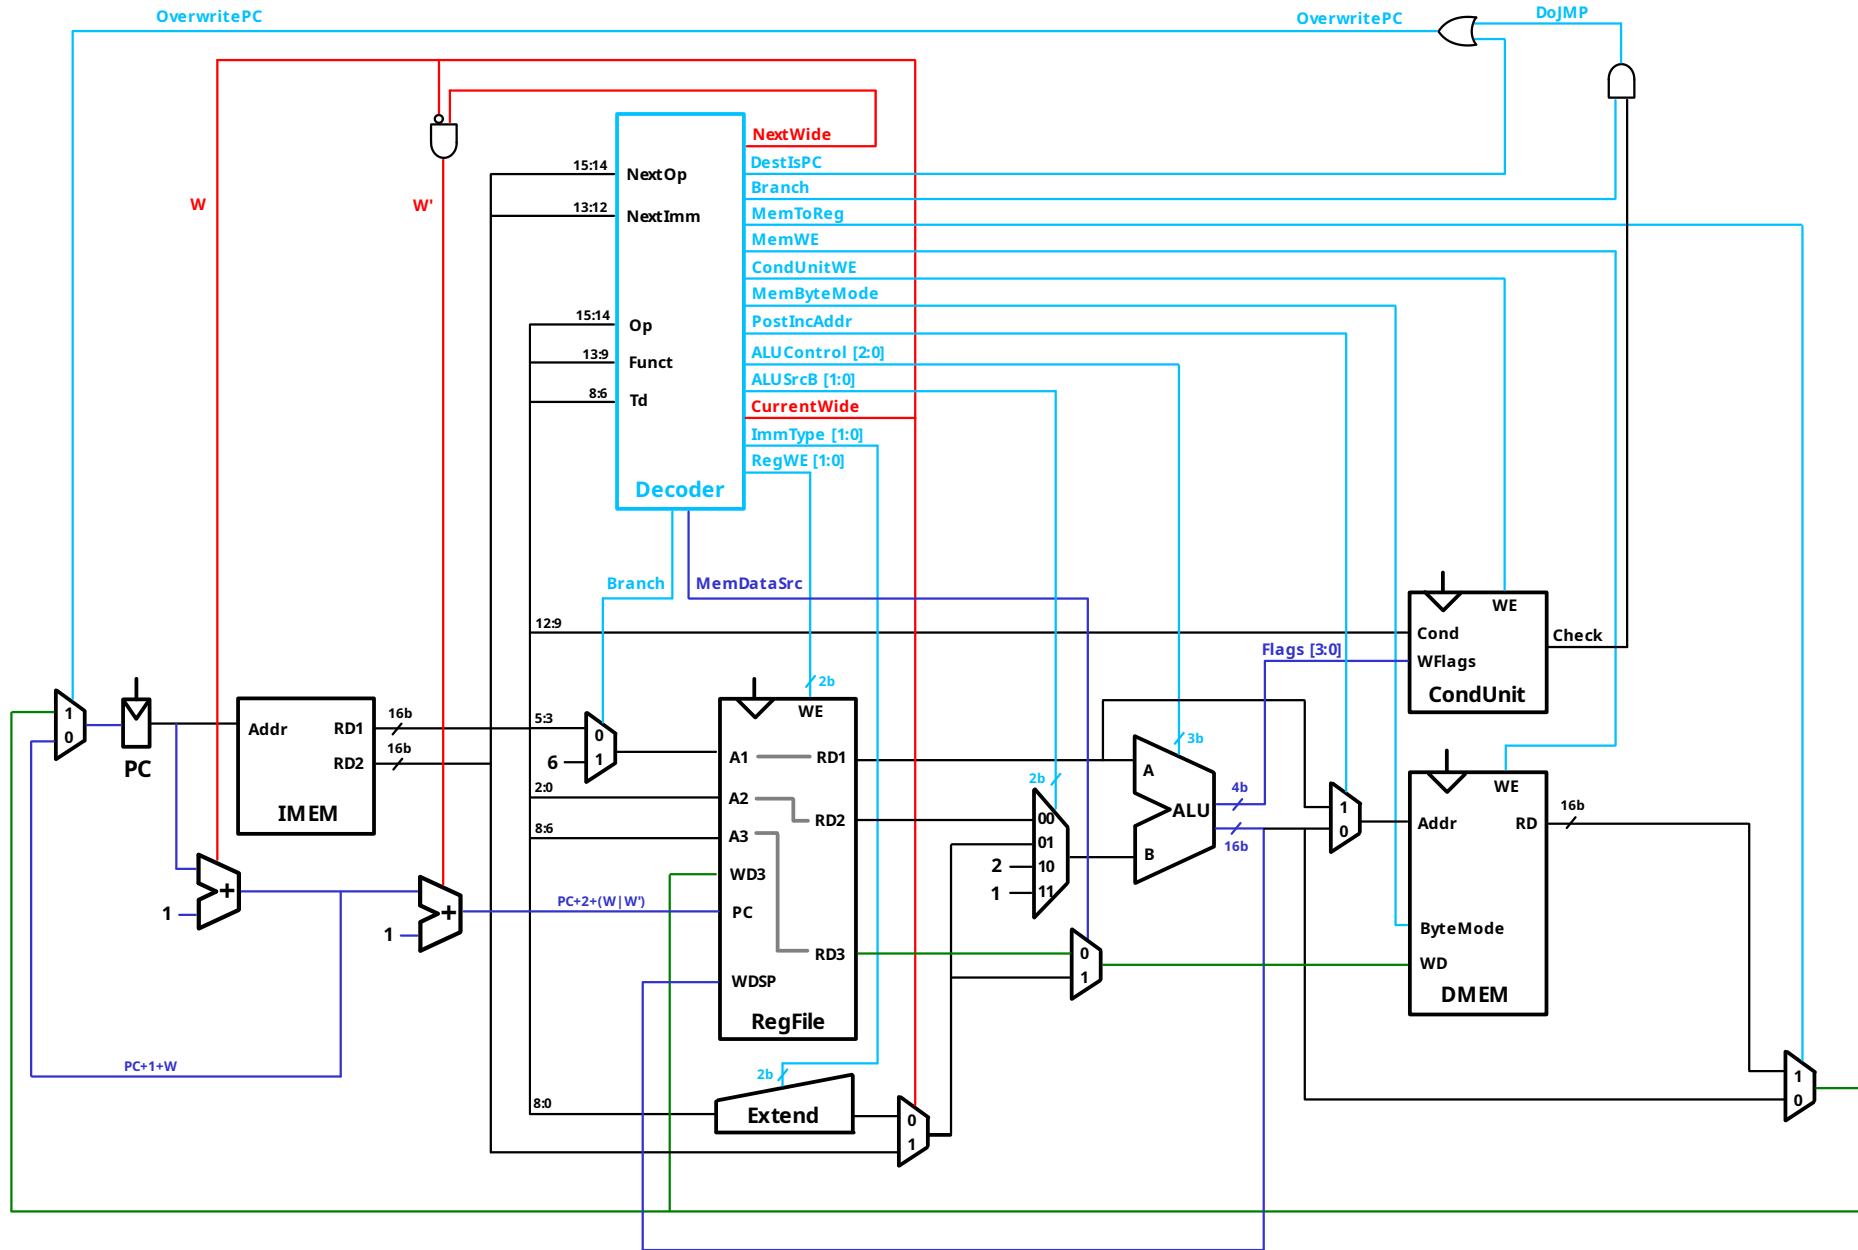 OverwritePC
OverwritePC
DoJMP
NextWide
15:14
NextOp
DestIsPC
Branch
W
W'
13:12
NextImm
MemToReg
MemWE
CondUnitWE
MemByteMode
15:14
Op
PostIncAddr
13:9
Funct
ALUControl [2:0]
ALUSrcB [1:0]
8:6
Td
CurrentWide
ImmType [1:0]
RegWE [1:0]
Decoder
Branch
MemDataSrc
12:9
WE
Cond
Check
Flags [3:0]
WFlags
CondUnit
2b
1
0
PC
Addr
RD1
RD2
IMEM
16b
16b
5:3
0
1
6
WE
A1
RD1
2:0
A2
RD2
8:6
A3
WD3
PC
RD3
WDSP
RegFile
2b
00
01
2
10
1
11
3b
A
ALU
B
4b
16b
1
0
WE
Addr
RD
16b
ByteMode
WD
DMEM
+
1
+
1
PC+2+(W|W')
0
1
PC+1+W
2b
8:0
Extend
0
1
1
0